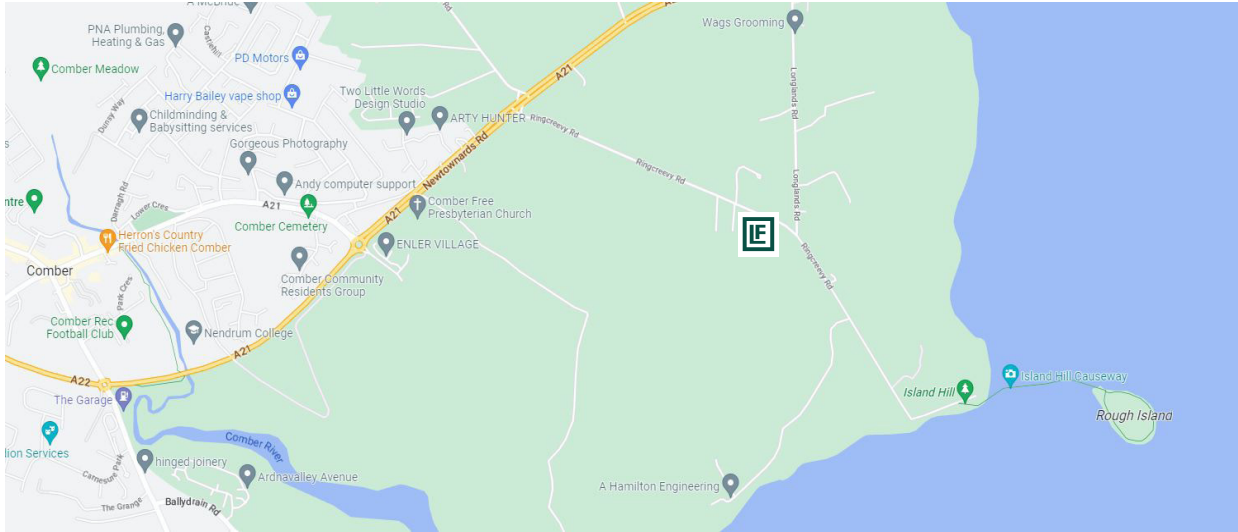 PNA Plumbing,
Heating & Gas
Castlehill
Comber Meadow
PD Motors
A21
Wags Grooming
Harry Bailey vape shop
Dunsy Way
Two Little Words
Design Studio
Longlands Rd
Childminding &
Babysitting services
ARTY HUNTER
Ringcreevy Rd
Gorgeous Photography
Newtownards Rd
Ringcreevy Rd
Andy computer support
Longlands Rd
Darragh Rd
Lower Cres
A21
Comber Free
Presbyterian Church
Comber Cemetery
A21
LF
Herron's Country
Fried Chicken Comber
ENLER VILLAGE
Ringcreevy Rd
Comber
Comber Community
Residents Group
Park Cres
Comber Rec
Football Club
Nendrum College
A21
A22
Island Hill Causeway
The Garage
Island Hill
Rough Island
Comber River
hinged joinery
Ardnavalley Avenue
Carnesure Park
A Hamilton Engineering
The Grange
Ballydrain Rd